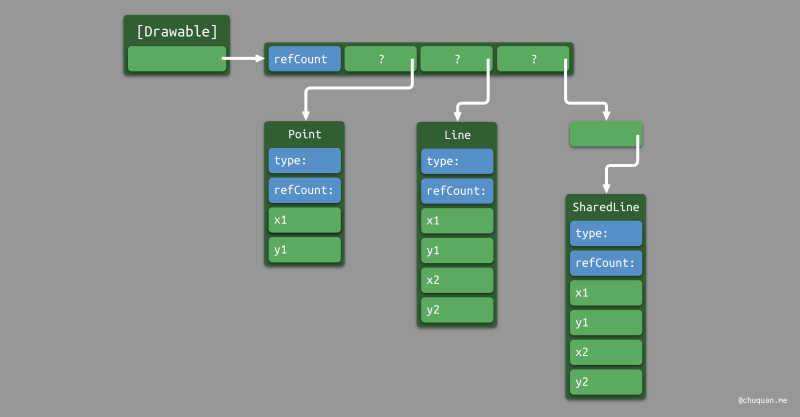 [Drawable]
refCount ? ? ?
Point
type:
refCount:
x1
y1
Line
type:
refCount:
x1
y1
x2
y2
SharedLine
type:
refCount:
x1
y1
x2
y2
@chuquan.me